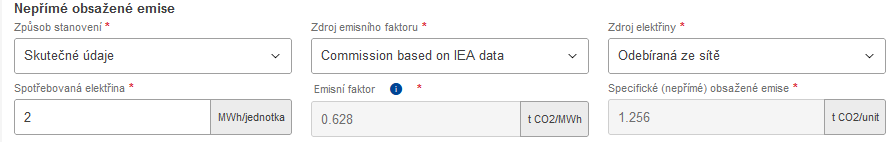 Nepřímé obsažené emise
Způsob stanovení * Zdroj emisního faktoru * Zdroj elektřiny *
Skutečné údaje Commission based on IEA data Odebíraná ze sítě
Spotřebovaná elektřina * Emisní faktor i * Specifické (nepřímé) obsažené emise *
2 MWh/jednotka 0.628 t CO2/MWh 1.256 t CO2/unit